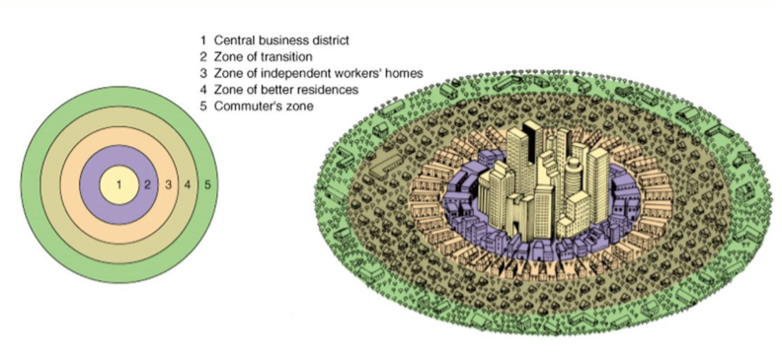 1 Central business district
2 Zone of transition
3 Zone of independent workers' homes
4 Zone of better residences
5 Commuter's zone
1 2 3 4 5